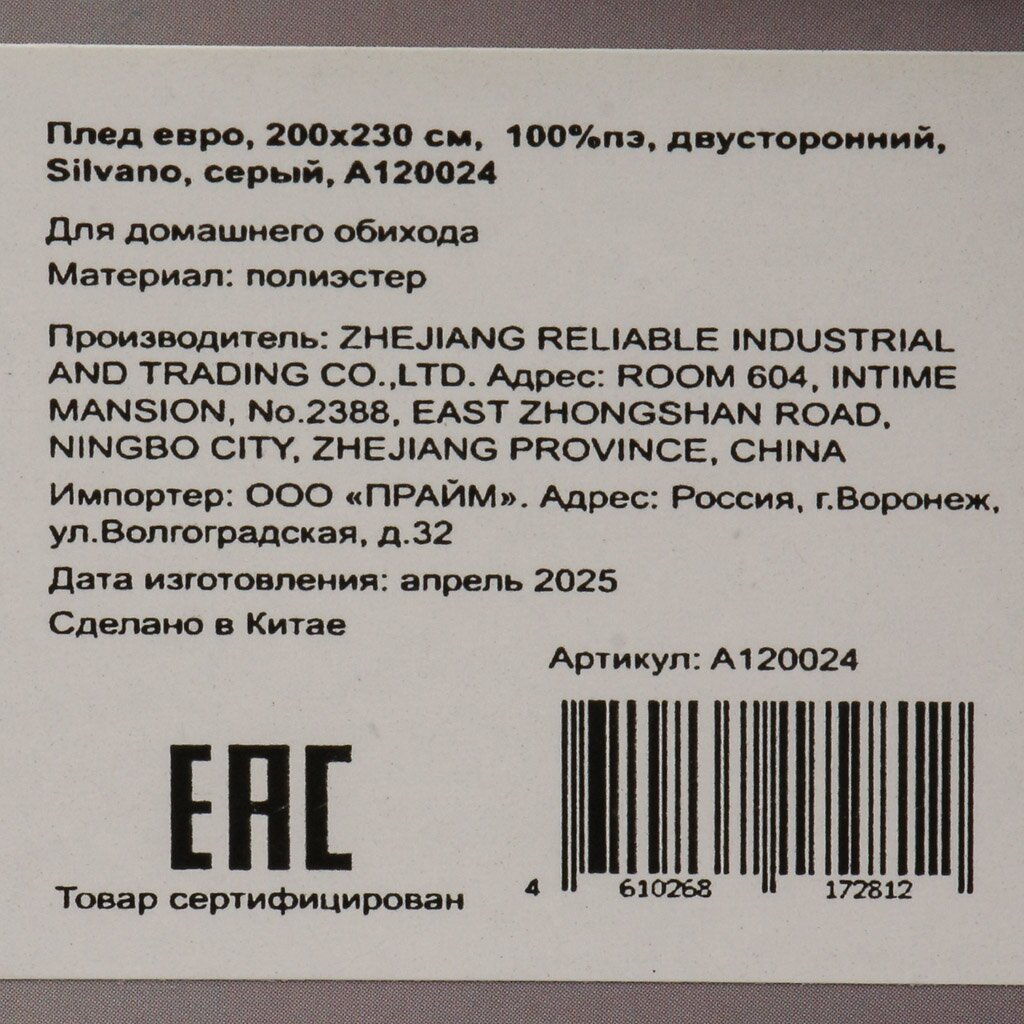 Плед евро, 200х230 см, 100%пэ, двусторонний,
Silvano, серый, А120024
Для домашнего обихода
Материал: полиэстер
Производитель: ZHEJIANG RELIABLE INDUSTRIAL
AND TRADING CO.,LTD. Адрес: ROOM 604, INTIME
MANSION, No.2388, EAST ZHONGSHAN ROAD,
NINGBO CITY, ZHEJIANG PROVINCE, CHINA
Импортер: ООО «ПРАЙМ». Адрес: Россия, г.Воронеж,
ул.Волгоградская, д.32
Дата изготовления: апрель 2025
Сделано в Китае
Артикул: А120024
EAC
Товар сертифицирован
4 610268 172812